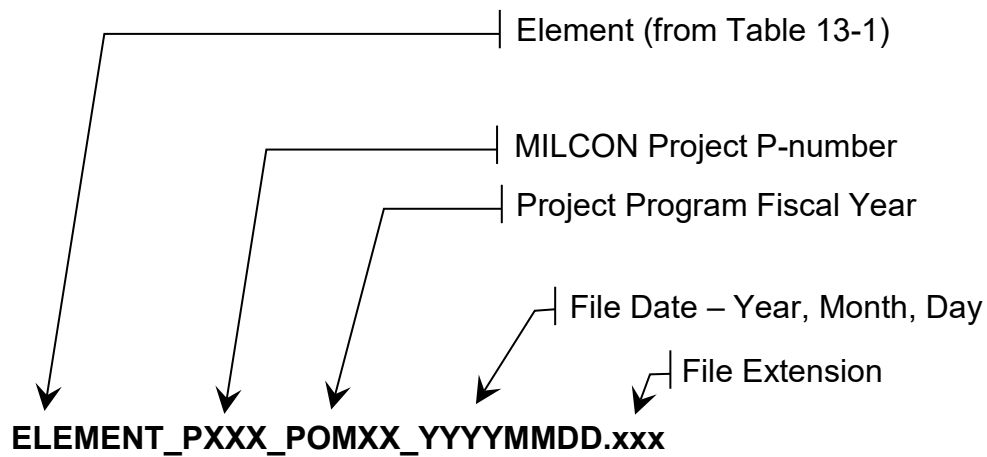 Element (from Table 13-1)
MILCON Project P-number
Project Program Fiscal Year
File Date – Year, Month, Day
File Extension
ELEMENT_PXXX_POMXX_YYYYMMDD.xxx